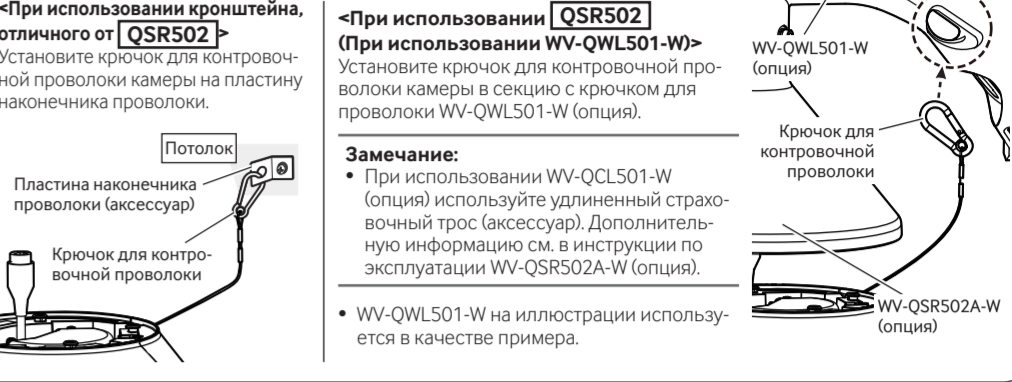 <При использовании кронштейна,
отличного от QSR502>
Установите крючок для контровоч-
ной проволоки камеры на пластину
наконечника проволоки.
Потолок
Пластина наконечника
проволоки (аксессуар)
Крючок для контро-
вочной проволоки
<При использовании QSR502
(При использовании WV-QWL501-W)>
Установите крючок для контровочной про-
волоки камеры в секцию с крючком для
проволоки WV-QWL501-W (опция).
Замечание:
• При использовании WV-QCL501-W
(опция) используйте удлиненный страхо-
вочный трос (аксессуар). Дополнитель-
ную информацию см. в инструкции по
эксплуатации WV-QSR502A-W (опция).
• WV-QWL501-W на иллюстрации использу-
ется в качестве примера.
WV-QWL501-W
(опция)
Крючок для
контровочной
проволоки
WV-QSR502A-W
(опция)